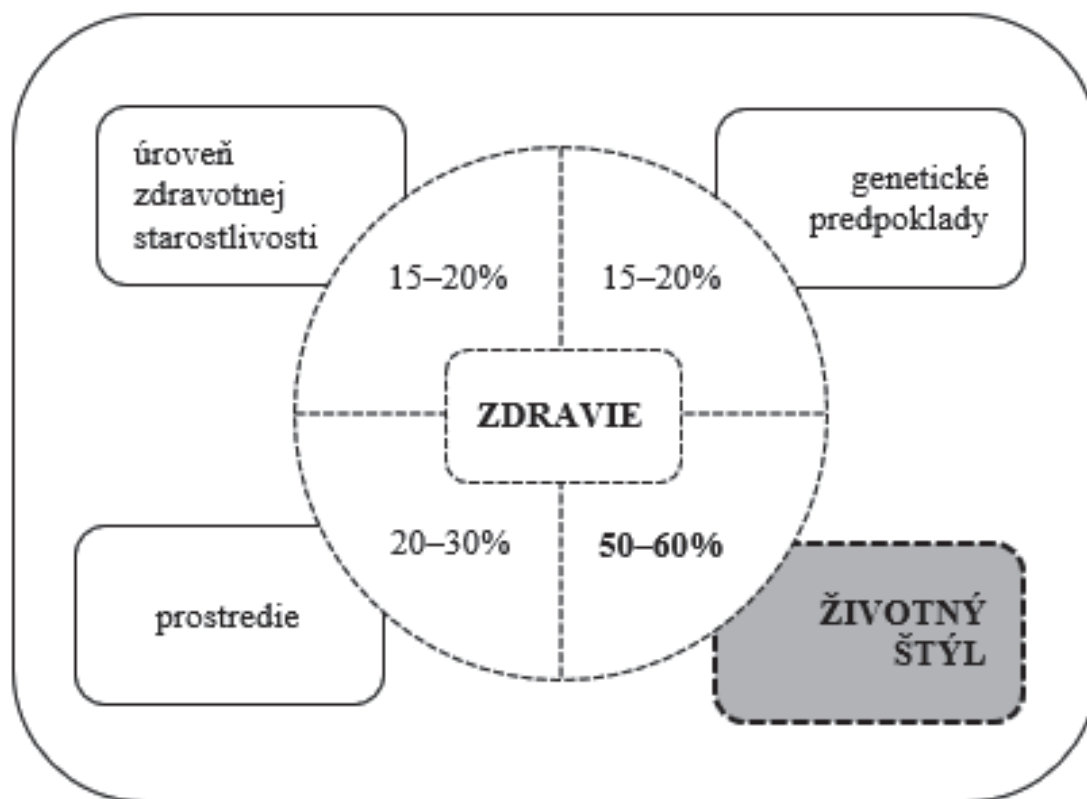 úroveň
zdravotnej
starostlivosti
genetické
predpoklady
15–20%
15–20%
ZDRAVIE
20–30%
50–60%
prostredie
ŽIVOTNÝ
ŠTÝL